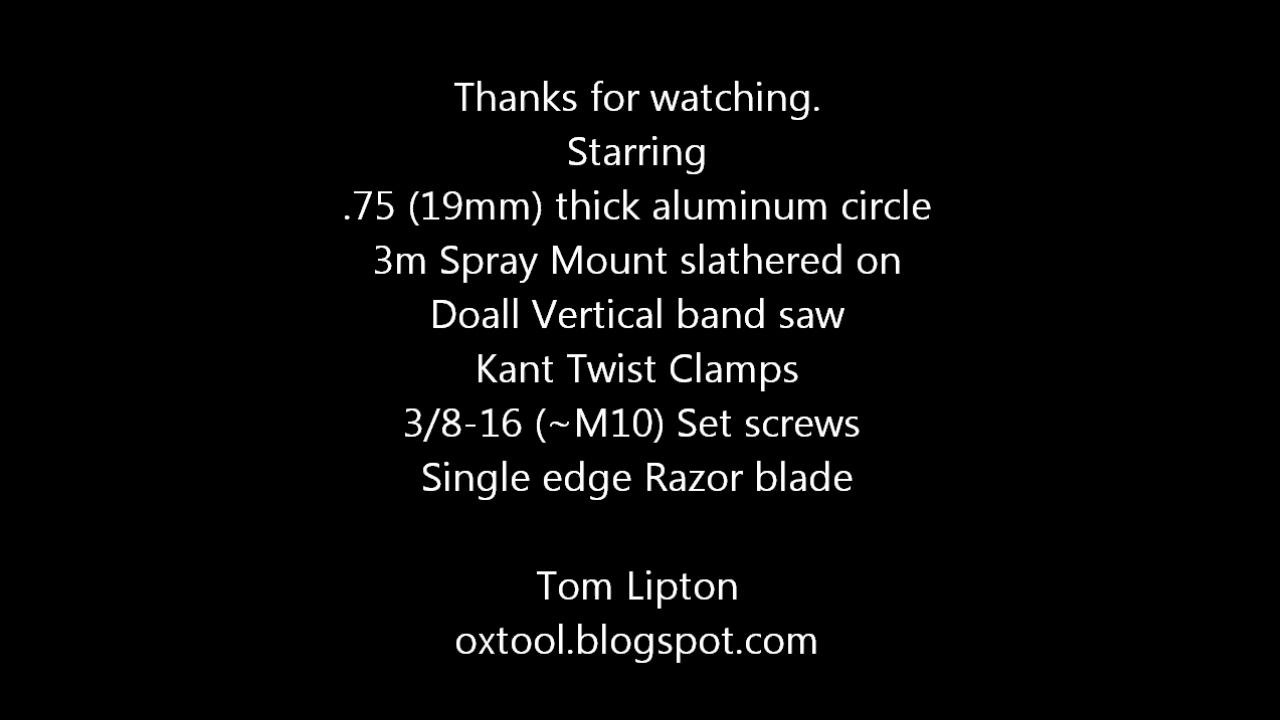 Thanks for watching.
Starring
.75 (19mm) thick aluminum circle
3m Spray Mount slathered on
Doall Vertical band saw
Kant Twist Clamps
3/8-16 (~M10) Set screws
Single edge Razor blade
Tom Lipton
oxtool.blogspot.com